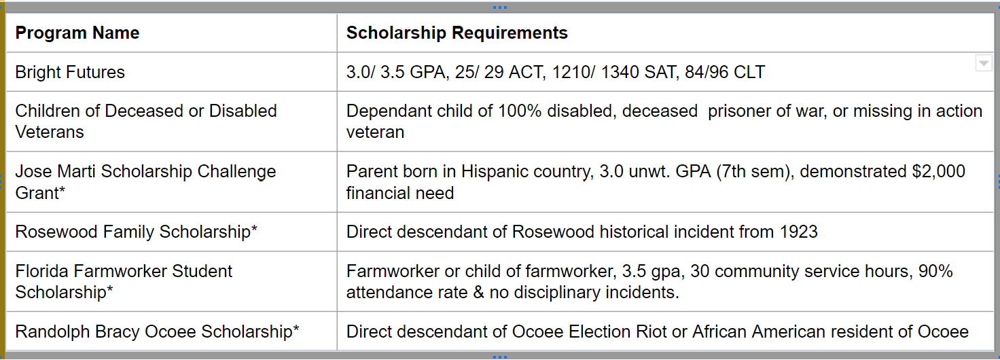 Program Name
Scholarship Requirements
Bright Futures
3.0/ 3.5 GPA, 25/ 29 ACT, 1210/ 1340 SAT, 84/96 CLT
Children of Deceased or Disabled
Veterans
Dependant child of 100% disabled, deceased  prisoner of war, or missing in action
veteran
Jose Marti Scholarship Challenge
Grant*
Parent born in Hispanic country, 3.0 unwt. GPA (7th sem), demonstrated $2,000
financial need
Rosewood Family Scholarship*
Direct descendant of Rosewood historical incident from 1923
Florida Farmworker Student
Scholarship*
Farmworker or child of farmworker, 3.5 gpa, 30 community service hours, 90%
attendance rate & no disciplinary incidents.
Randolph Bracy Ocoee Scholarship*
Direct descendant of Ocoee Election Riot or African American resident of Ocoee